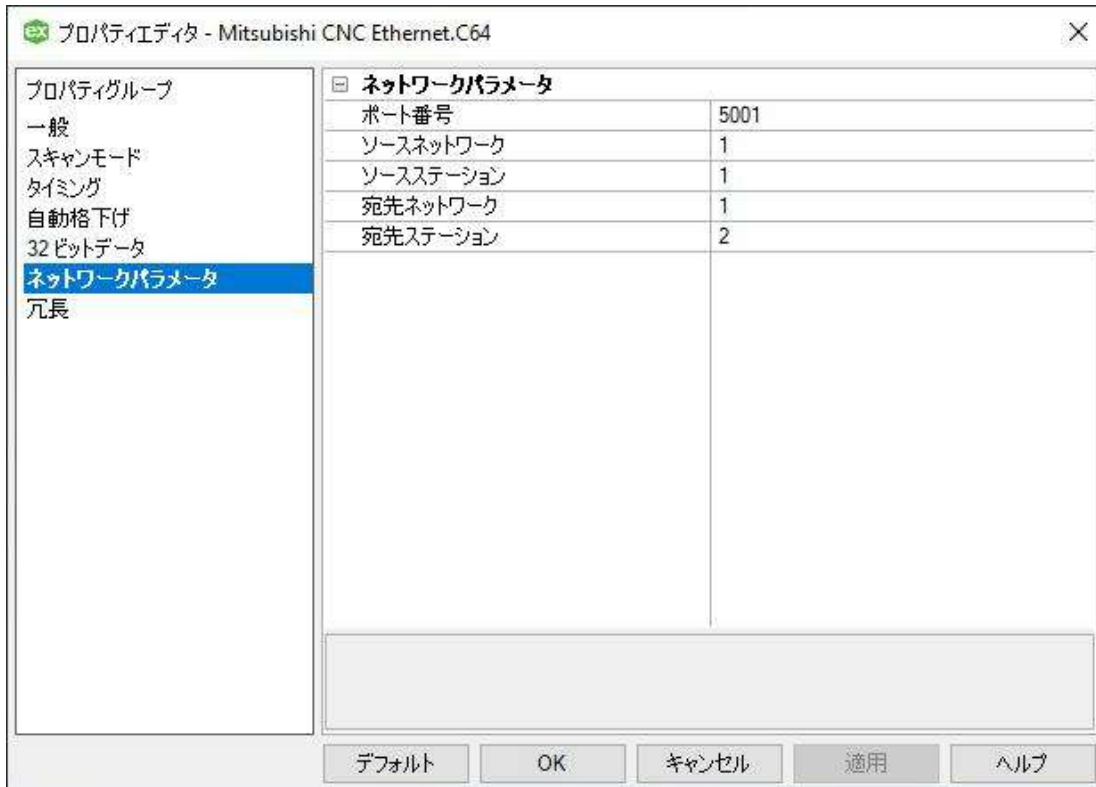 プロパティエディタ - Mitsubishi CNC Ethernet.C64
プロパティグループ
一般
スキャンモード
タイミング
自動格下げ
32 ビットデータ
ネットワークパラメータ
冗長
ネットワークパラメータ
ポート番号 5001
ソースネットワーク 1
ソースステーション 1
宛先ネットワーク 1
宛先ステーション 2
デフォルト OK キャンセル 適用 ヘルプ